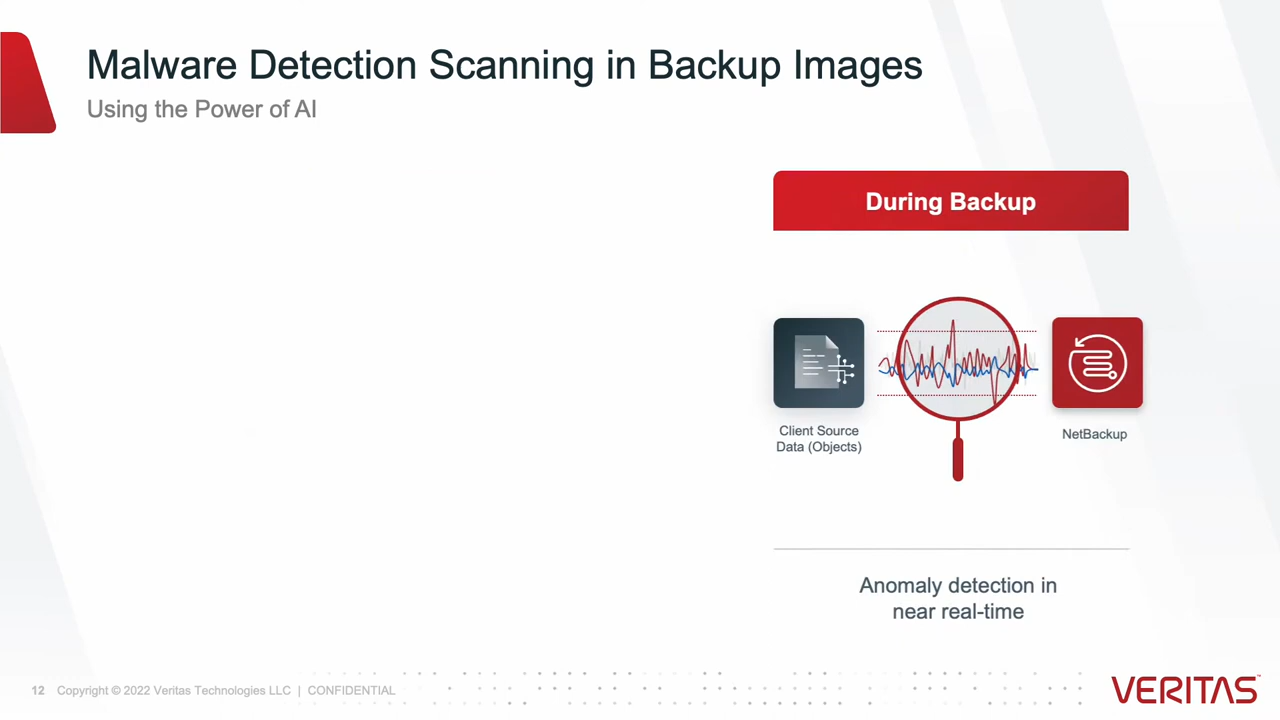 Malware Detection Scanning in Backup Images
Using the Power of AI
During Backup
Client Source
Data (Objects)
NetBackup
Anomaly detection in
near real-time
12 Copyright © 2022 Veritas Technologies LLC | CONFIDENTIAL
VERITAS™